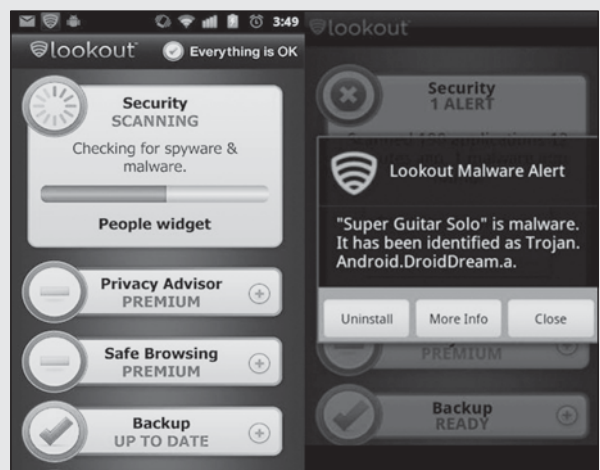 3:49
lookout
Everything is OK
Security
SCANNING
Checking for spyware &
malware.
People widget
Privacy Advisor
PREMIUM
Safe Browsing
PREMIUM
Backup
UP TO DATE
lookout
Security
1 ALERT
Lookout Malware Alert
"Super Guitar Solo" is malware.
It has been identified as Trojan.
Android.DroidDream.a.
Uninstall
More Info
Close
PREMIUM
Backup
READY